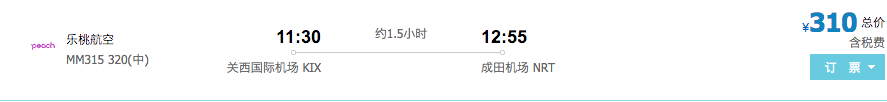 peach
乐桃航空
MM315 320(中)
11:30
关西国际机场 KIX
约1.5小时
12:55
成田机场 NRT
¥310 总价
含税费
订 票